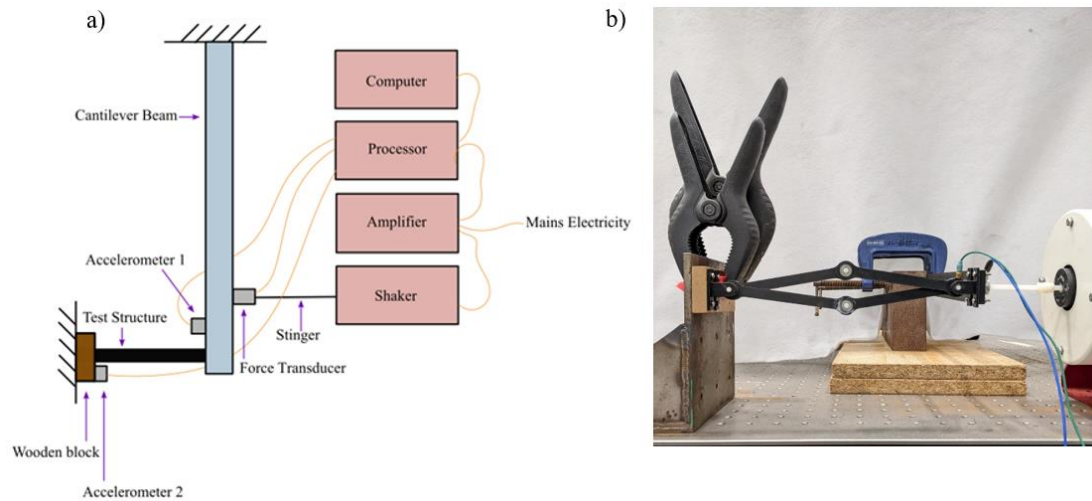 a)
b)
Computer
Cantilever Beam
Processor
Amplifier
Mains Electricity
Accelerometer 1
Shaker
Test Structure
Stinger
Force Transducer
Wooden block
Accelerometer 2